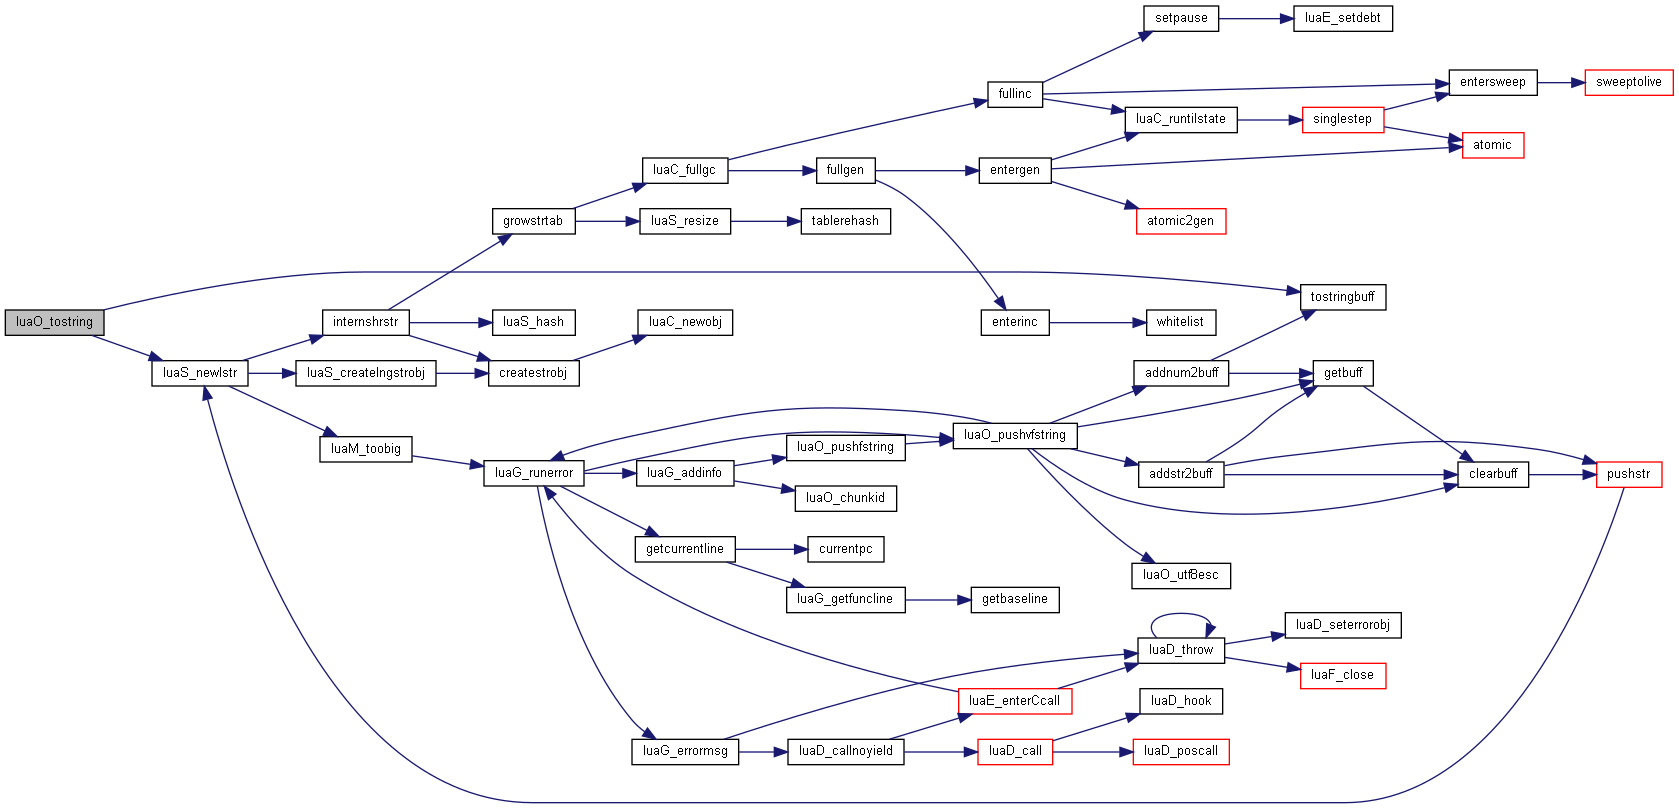 setpause
luaE_setdebt
fullinc
entersweep
sweeptolive
luaC_runtilstate
singlestep
atomic
luaC_fullgc
fullgen
entergen
growstrtab
luaS_resize
tablerehash
atomic2gen
tostringbuff
luaO_tostring
internshrstr
luaS_hash
luaC_newobj
enterinc
whitelist
luaS_newlstr
luaS_createlngstrobj
createstrobj
addnum2buff
getbuff
luaM_toobig
luaO_pushfstring
luaO_pushvfstring
luaG_runerror
luaG_addinfo
addstr2buff
clearbuff
pushstr
luaO_chunkid
getcurrentline
currentpc
luaO_utf8esc
luaG_getfuncline
getbaseline
luaD_throw
luaD_seterrorobj
luaF_close
luaE_enterCcall
luaD_hook
luaG_errormsg
luaD_callnoyield
luaD_call
luaD_poscall